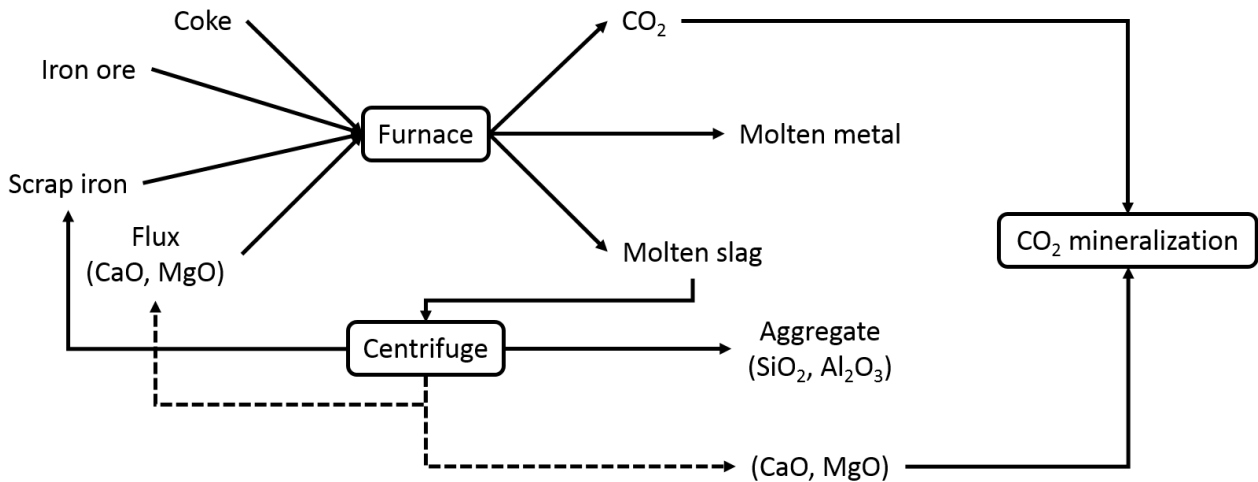 Coke
CO₂
Iron ore
Furnace
Molten metal
Scrap iron
Flux
(CaO, MgO)
Molten slag
CO₂ mineralization
Centrifuge
Aggregate
(SiO₂, Al₂O₃)
(CaO, MgO)